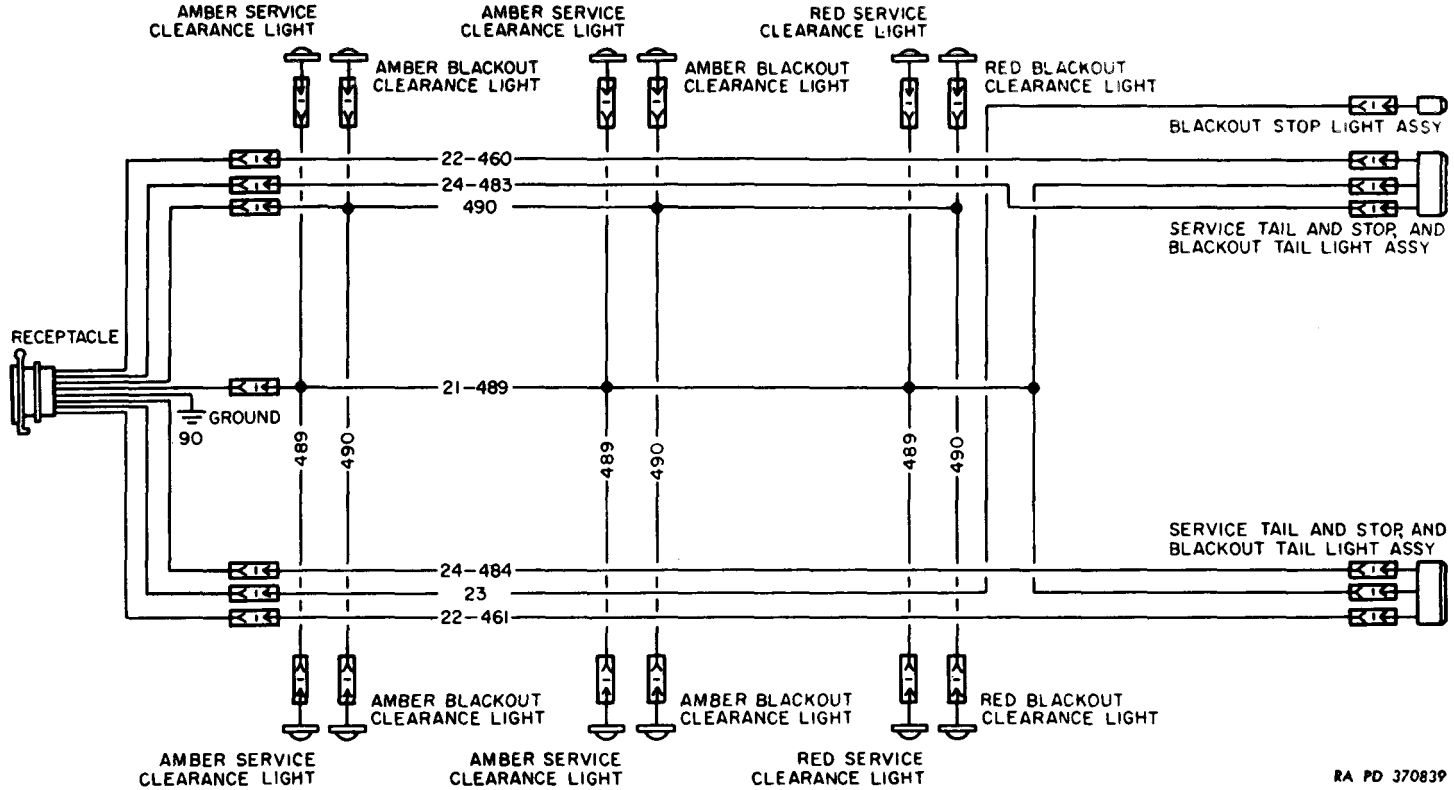 AMBER SERVICE
CLEARANCE LIGHT
AMBER SERVICE
CLEARANCE LIGHT
RED SERVICE
CLEARANCE LIGHT
AMBER BLACKOUT
CLEARANCE LIGHT
AMBER BLACKOUT
CLEARANCE LIGHT
RED BLACKOUT
CLEARANCE LIGHT
BLACKOUT STOP LIGHT ASSY
22-460
24-483
490
SERVICE TAIL AND STOP, AND
BLACKOUT TAIL LIGHT ASSY
RECEPTACLE
21-489
GROUND
90
489
490
489
490
489
490
SERVICE TAIL AND STOP, AND
BLACKOUT TAIL LIGHT ASSY
24-484
23
22-461
AMBER BLACKOUT
CLEARANCE LIGHT
AMBER BLACKOUT
CLEARANCE LIGHT
RED BLACKOUT
CLEARANCE LIGHT
AMBER SERVICE
CLEARANCE LIGHT
AMBER SERVICE
CLEARANCE LIGHT
RED SERVICE
CLEARANCE LIGHT
RA PD 370839